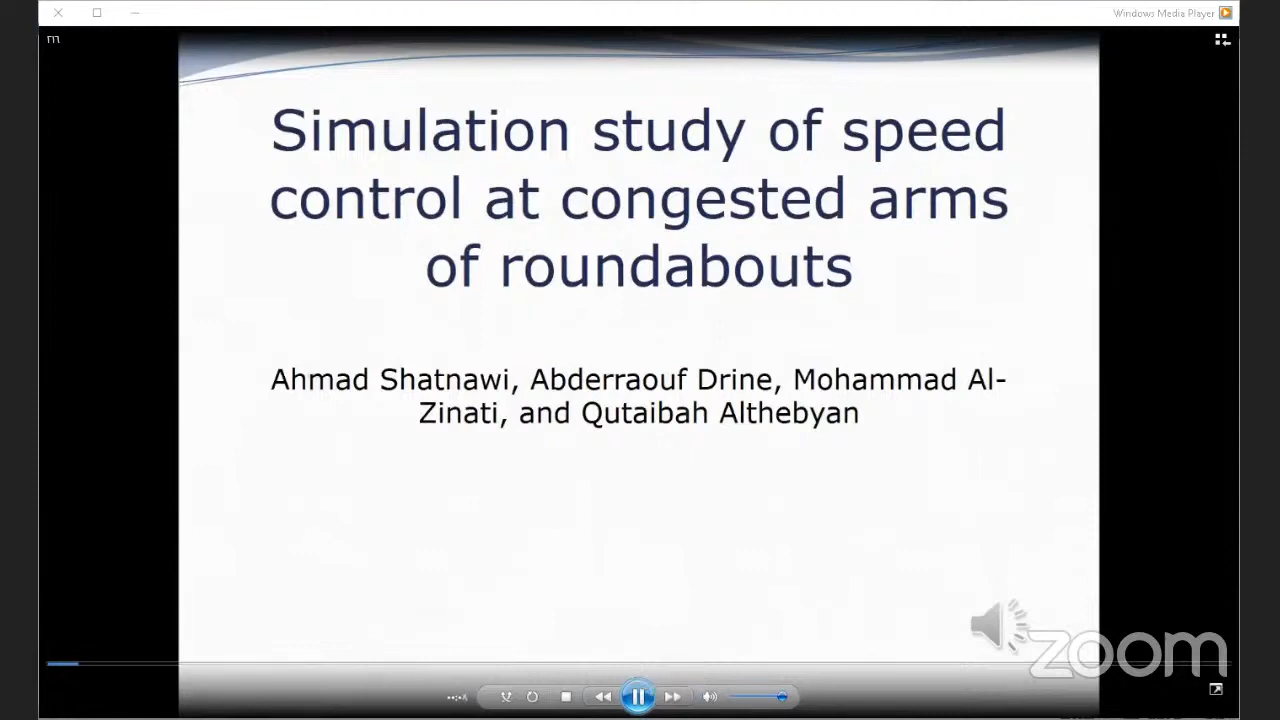 Windows Media Player
m
Simulation study of speed
control at congested arms
of roundabouts
Ahmad Shatnawi, Abderraouf Drine, Mohammad Al-
Zinati, and Qutaibah Althebyan
zoom